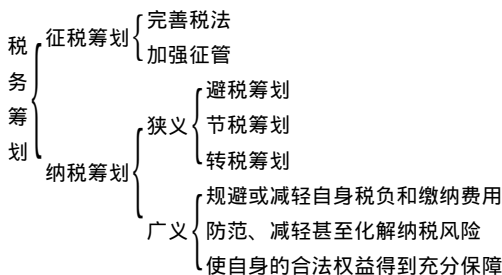 税务筹划
征税筹划
完善税法
加强征管
纳税筹划
狭义
避税筹划
节税筹划
转税筹划
广义
规避或减轻自身税负和缴纳费用
防范、减轻甚至化解纳税风险
使自身的合法权益得到充分保障